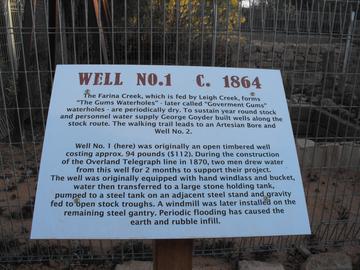 WELL NO.1 C. 1864
The Farina Creek, which is fed by Leigh Creek, forms
"The Gums Waterholes" - later called "Goverment Gums"
waterholes - are periodically dry. To sustain year round stock
and personnel water supply George Goyder built wells along the
stock route. The walking trail leads to an Artesian Bore and
Well No. 2.
Well No. 1 (here) was originally an open timbered well
costing approx. 94 pounds ($112). During the construction
of the Overland Telegraph line in 1870, two men drew water
from this well for 2 months to support their project.
The well was originally equipped with hand windlass and bucket,
water then transferred to a large stone holding tank,
pumped to a steel tank on an adjacent steel stand and gravity
fed to open stock troughs. A windmill was later installed on the
remaining steel gantry. Periodic flooding has caused the
earth and rubble infill.